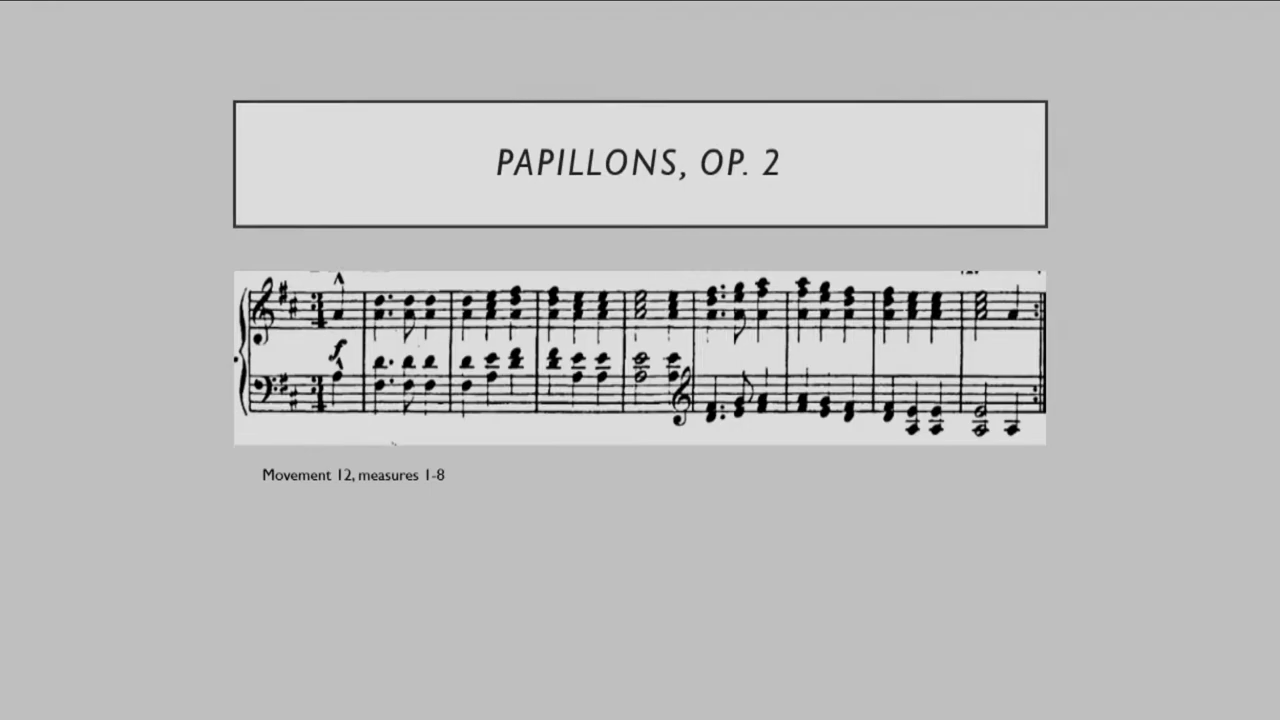 PAPILLONS, OP. 2
f
Movement 12, measures 1-8